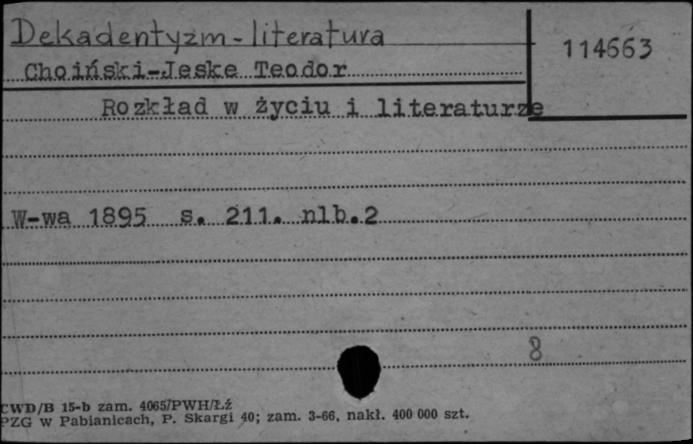 Dekadentyzm - literatura
114663
Choiński-Jeske Teodor
Rozkład w życiu i literaturze
W-wa 1895 s. 211. nlb.2
8
CWD/B 15-b zam. 4065/PWH/Łź
PZG w Pabianicach, P. Skargi 40; zam. 3-66, nakł. 400 000 szt.